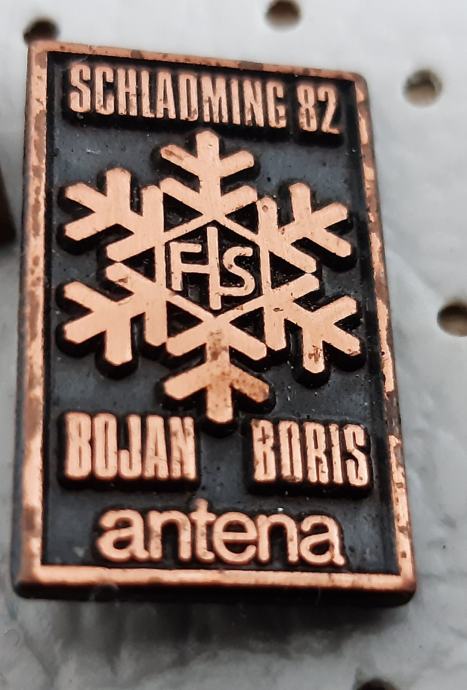 SCHLADMING 82
FIS
BOJAN BORIS
antena